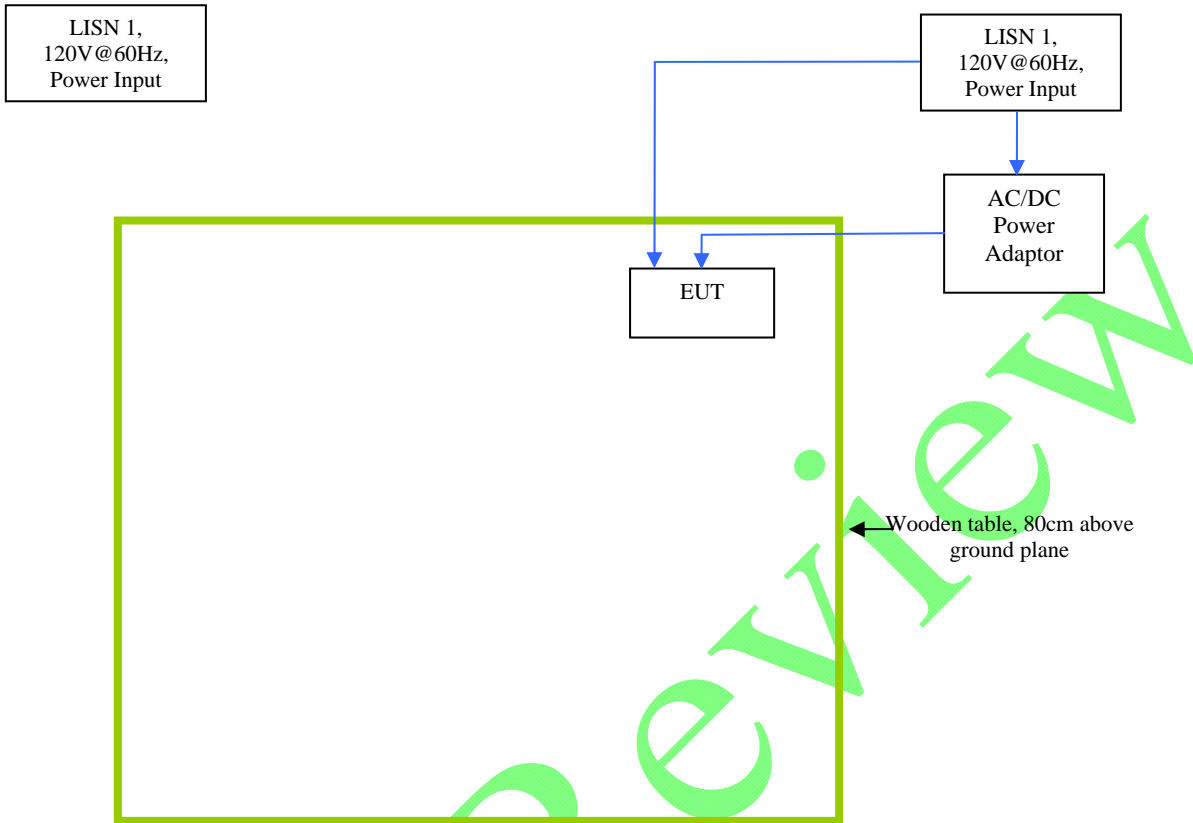 LISN 1,
120V@60Hz,
Power Input
LISN 1,
120V@60Hz,
Power Input
AC/DC
Power
Adaptor
EUT
Wooden table, 80cm above
ground plane
eview